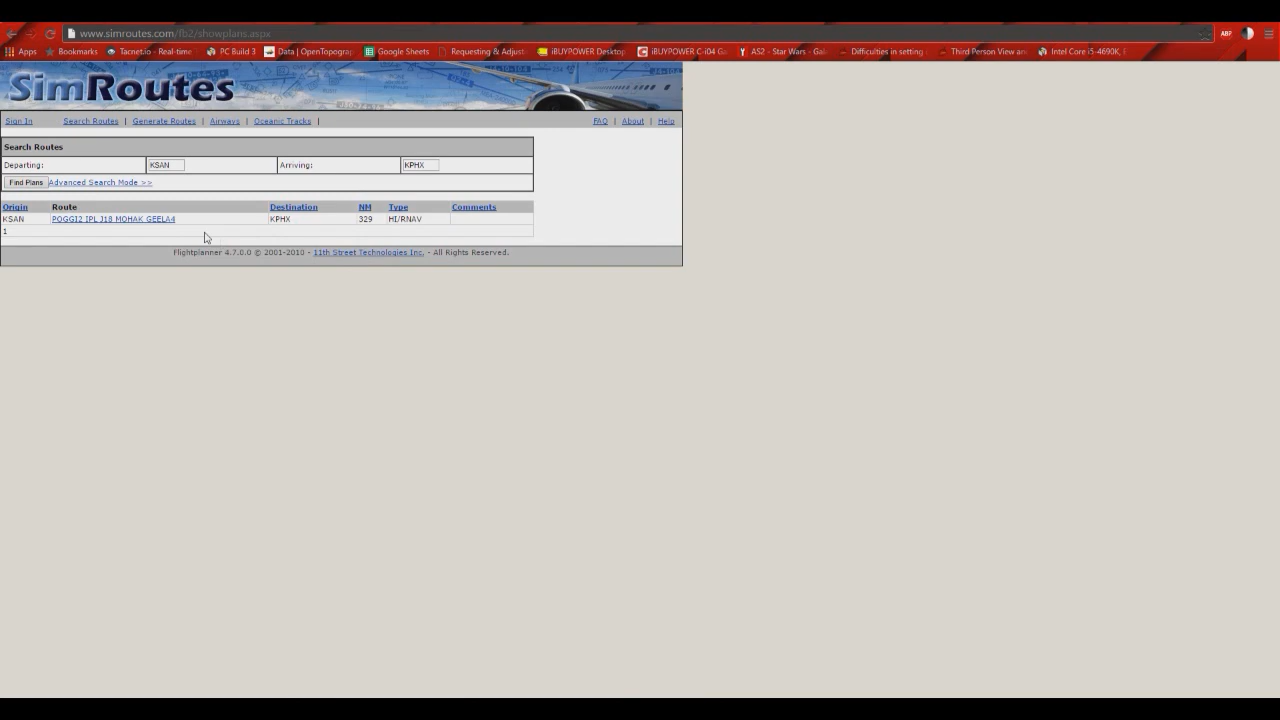 www.simroutes.com/fb2/showplans.aspx
ABP
Apps Bookmarks Tacnet.io - Real-time PC Build 3 Data | OpenTopogra Google Sheets Requesting & Adjust iBUYPOWER Desktop iBUYPOWER C-i04 Ga AS2 - Star Wars - Gal Difficulties in setting Third Person View an Intel Core i5-4690K,
SimRoutes
Sign In Search Routes | Generate Routes | Airways | Oceanic Tracks | FAQ | About | Help
Search Routes
Departing: KSAN Arriving: KPHX
Find Plans Advanced Search Mode >>
Origin Route Destination NM Type Comments
KSAN POGGI2 IPL J18 MOHAK GEELA4 KPHX 329 HI/RNAV
1
Flightplanner 4.7.0.0 © 2001-2010 - 11th Street Technologies Inc. - All Rights Reserved.